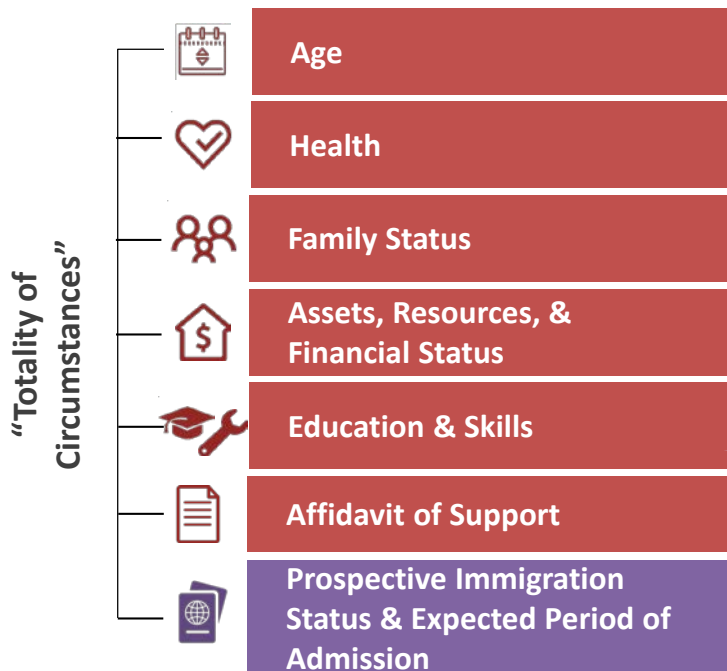 "Totality of
Circumstances"
Age
Health
Family Status
Assets, Resources, &
Financial Status
Education & Skills
Affidavit of Support
Prospective Immigration
Status & Expected Period of
Admission
$